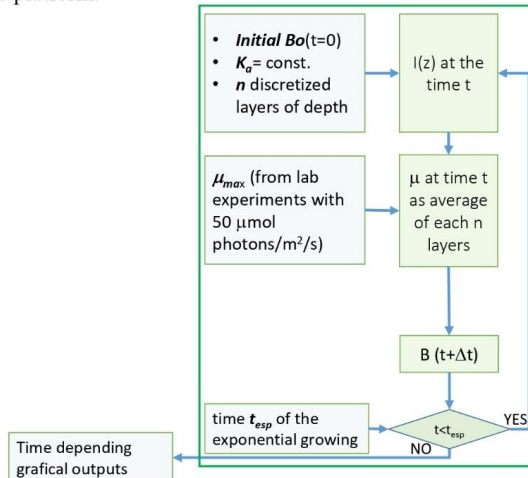 • Initial Bo(t=0)
• Ka= const.
• n discretized
layers of depth
I(z) at the
time t
μmax (from lab
experiments with
50 μmol
photons/m²/s)
μ at time t
as average
of each n
layers
B (t+Δt)
time tesp of the
exponential growing
t<tesp
YES
NO
Time depending
grafical outputs